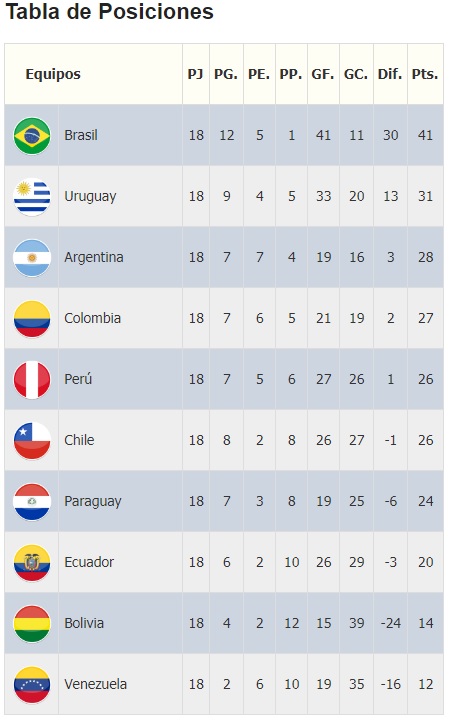 Tabla de Posiciones
Equipos PJ PG. PE. PP. GF. GC. Dif. Pts.
Brasil 18 12 5 1 41 11 30 41
Uruguay 18 9 4 5 33 20 13 31
Argentina 18 7 7 4 19 16 3 28
Colombia 18 7 6 5 21 19 2 27
Perú 18 7 5 6 27 26 1 26
Chile 18 8 2 8 26 27 -1 26
Paraguay 18 7 3 8 19 25 -6 24
Ecuador 18 6 2 10 26 29 -3 20
Bolivia 18 4 2 12 15 39 -24 14
Venezuela 18 2 6 10 19 35 -16 12